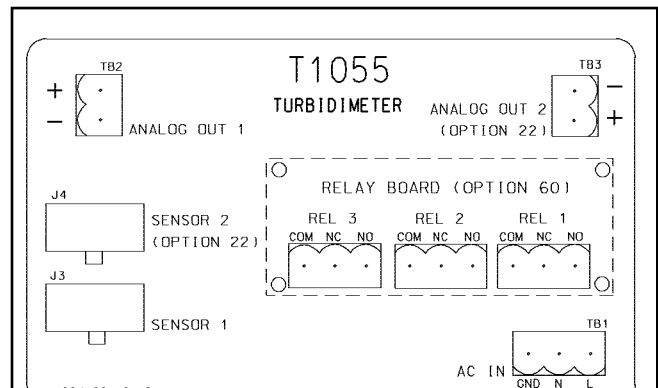 TB2
T1055
TB3
+
-
TURBIDIMETER
-
+
ANALOG OUT 1
ANALOG OUT 2
(OPTION 22)
RELAY BOARD (OPTION 60)
J4
SENSOR 2
(OPTION 22)
REL 3 REL 2 REL 1
COM NC NO COM NC NO COM NC NO
J3
SENSOR 1
TB1
AC IN
GND N L